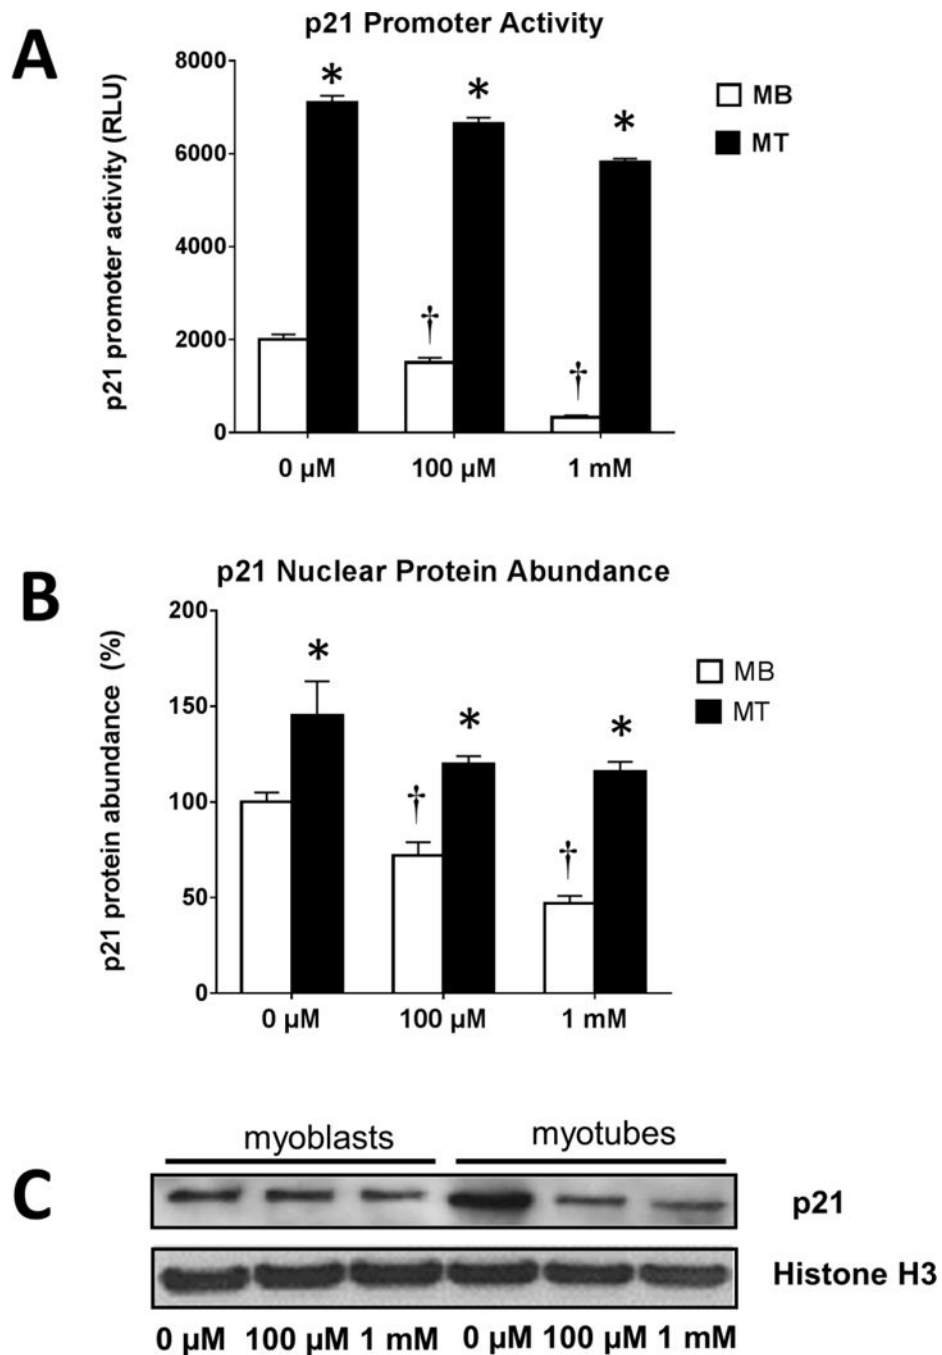 A
p21 Promoter Activity
p21 promoter activity (RLU)
8000
6000
4000
2000
0
* * *
† †
MB
MT
0 µM 100 µM 1 mM
B
p21 Nuclear Protein Abundance
p21 protein abundance (%)
200
150
100
50
0
* * *
† †
MB
MT
0 µM 100 µM 1 mM
C
myoblasts myotubes
p21
Histone H3
0 µM 100 µM 1 mM 0 µM 100 µM 1 mM